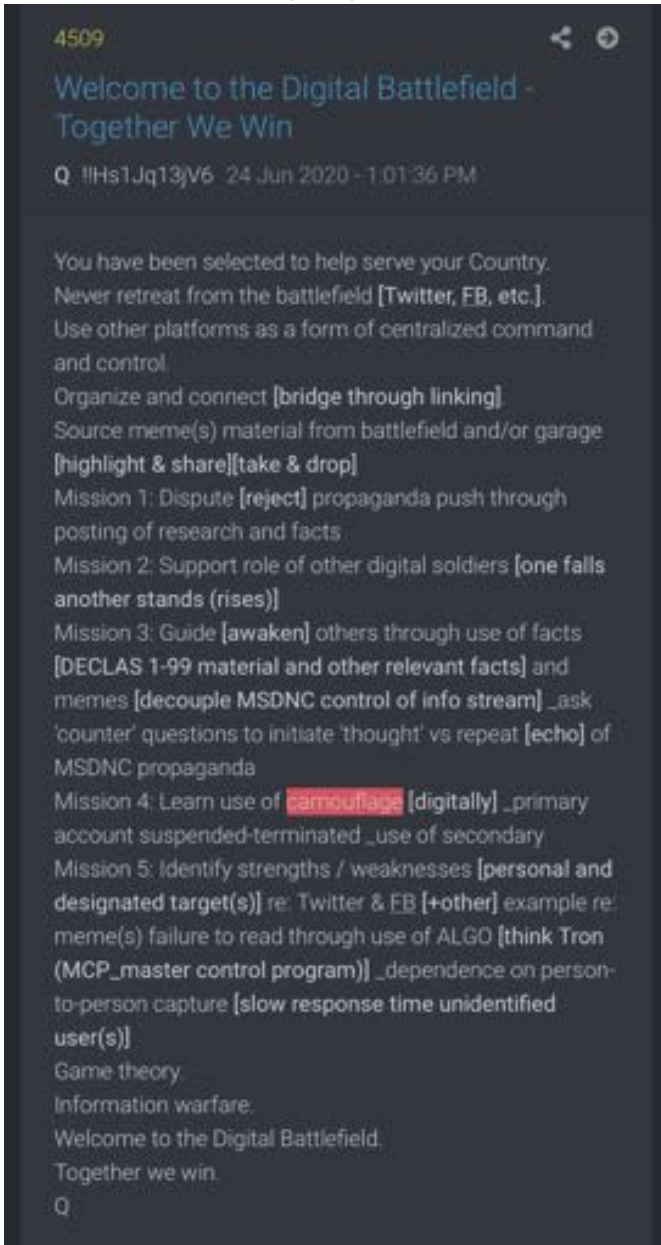 4509
Welcome to the Digital Battlefield -
Together We Win
Q !!Hs1Jq13jV6 24 Jun 2020 - 1:01:36 PM
You have been selected to help serve your Country.
Never retreat from the battlefield [Twitter, FB, etc.].
Use other platforms as a form of centralized command
and control.
Organize and connect [bridge through linking].
Source meme(s) material from battlefield and/or garage
[highlight & share][take & drop]
Mission 1: Dispute [reject] propaganda push through
posting of research and facts
Mission 2: Support role of other digital soldiers [one falls
another stands (rises)]
Mission 3: Guide [awaken] others through use of facts
[DECLAS 1-99 material and other relevant facts] and
memes [decouple MSDNC control of info stream] _ask
'counter' questions to initiate 'thought' vs repeat [echo] of
MSDNC propaganda
Mission 4: Learn use of camouflage [digitally] _primary
account suspended-terminated _use of secondary
Mission 5: Identify strengths / weaknesses [personal and
designated target(s)] re: Twitter & FB [+other] example re:
meme(s) failure to read through use of ALGO [think Tron
(MCP_master control program)] _dependence on person-
to-person capture [slow response time unidentified
user(s)]
Game theory.
Information warfare.
Welcome to the Digital Battlefield.
Together we win.
Q